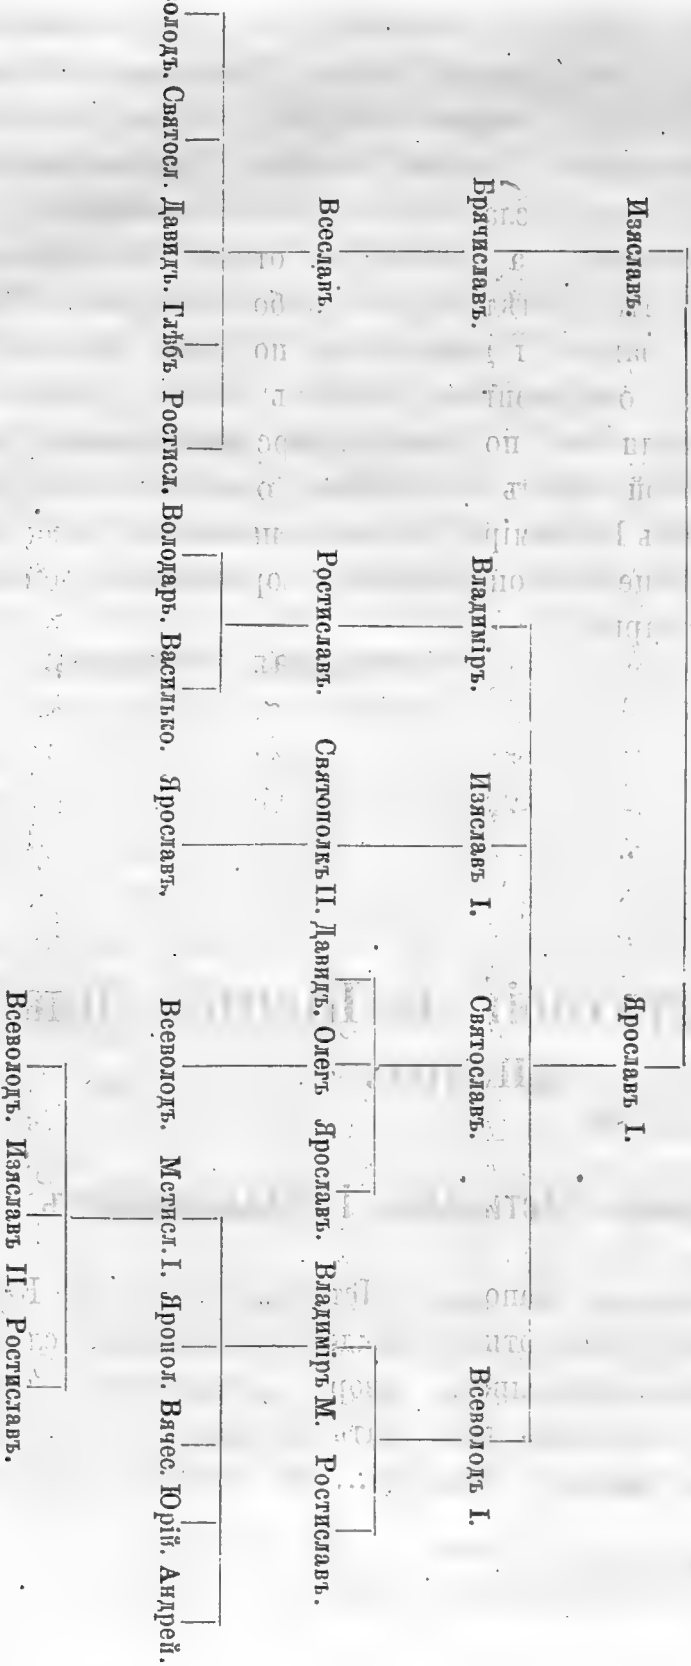 Изяславъ. Ярославъ I.
Брячиславъ. Владиміръ. Изяславъ I. Святославъ. Всеволодъ I.
Всеславъ. Ростиславъ. Святополкъ II. Давидъ. Олегъ Ярославъ. Владиміръ М. Ростиславъ.
олодъ. Святосл. Давидъ. Глѣбъ. Ростисл. Володарь. Василько. Ярославъ. Всеволодъ. Мстисл. I. Яропол. Вячес. Юрій. Андрей.
Всеволодъ. Изяславъ II. Ростиславъ.